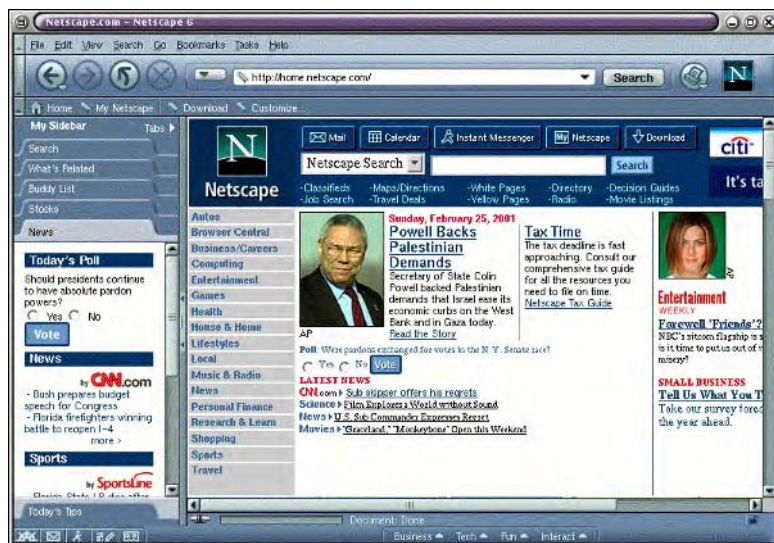 Netscape.com - Netscape 6
File Edit View Search Go Bookmarks Tasks Help
http://home.netscape.com/
Search
N
Home My Netscape Download Customize...
My Sidebar Tabs
Search
What's Related
Buddy List
Stocks
News
Today's Poll
Should presidents continue
to have absolute pardon
powers?
Yes No
Vote
News
by CNN.com
- Bush prepares budget
speech for Congress
- Florida firefighters winning
battle to reopen I-4
more >
Sports
by SportsLine
Today's Tips
N
Netscape
Mail Calendar Instant Messenger My Netscape Download
Netscape Search Search
-Classifieds -Maps/Directions -White Pages -Directory -Decision Guides
-Job Search -Travel Deals -Yellow Pages -Radio -Movie Listings
citi
It's ta
Autos
Browser Central
Business/Careers
Computing
Entertainment
Games
Health
House & Home
Lifestyles
Local
Music & Radio
News
Personal Finance
Research & Learn
Shopping
Sports
Travel
AP
Sunday, February 25, 2001
Powell Backs
Palestinian
Demands
Secretary of State Colin
Powell backed Palestinian
demands that Israel ease its
economic curbs on the West
Bank and in Gaza today.
Read the Story
Tax Time
The tax deadline is fast
approaching. Consult our
comprehensive tax guide
for all the resources you
need to file on time.
Netscape Tax Guide
Poll: Were pardons exchanged for votes in the N.Y. Senate race?
Yes No Vote
LATEST NEWS
CNN.com Sub skipper offers his regrets
Science Film Explores a World without Sound
News U.S. Sub Commander Expresses Regret
Movies "Graceland," "Monkeybone" Open this Weekend
AP
Entertainment
WEEKLY
Farewell 'Friends'?
NBC's sitcom flagship is s
is it time to put us out of
misery?
SMALL BUSINESS
Tell Us What You T
Take our survey fore
the year ahead.
Document: Done
Business Tech Fun Interact